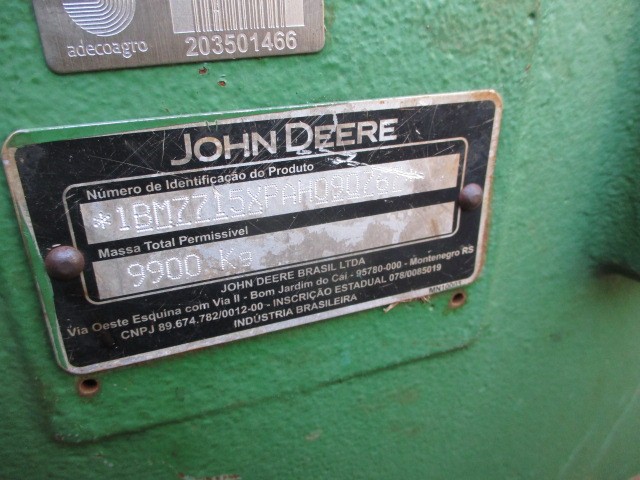 adecoagro
203501466
JOHN DEERE
Número de Identificação do Produto
Massa Total Permissível
9900 Kg
JOHN DEERE BRASIL LTDA
Via Oeste Esquina com Via II - Bom Jardim do Caí - 95780-000 - Montenegro RS
CNPJ 89.674.782/0012-00 - INSCRIÇÃO ESTADUAL 078/0085019
INDÚSTRIA BRASILEIRA